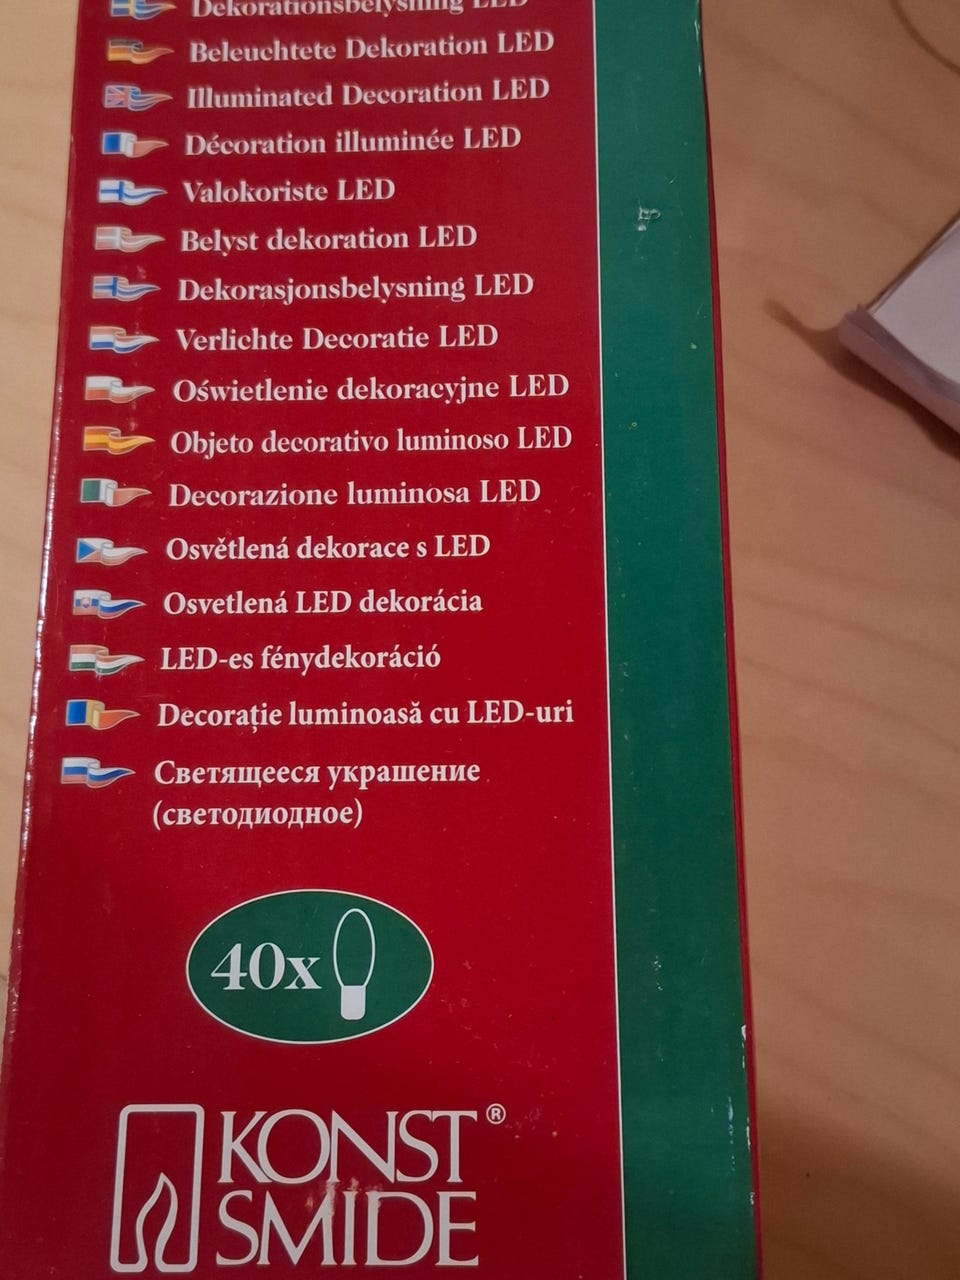 Dekorationsbelysning LED
Beleuchtete Dekoration LED
Illuminated Decoration LED
Décoration illuminée LED
Valokoriste LED
Belyst dekoration LED
Dekorasjonsbelysning LED
Verlichte Decoratie LED
Oświetlenie dekoracyjne LED
Objeto decorativo luminoso LED
Decorazione luminosa LED
Osvětlená dekorace s LED
Osvetlená LED dekorácia
LED-es fénydekoráció
Decorație luminoasă cu LED-uri
Светящееся украшение
(светодиодное)
40x
KONST®
SMIDE